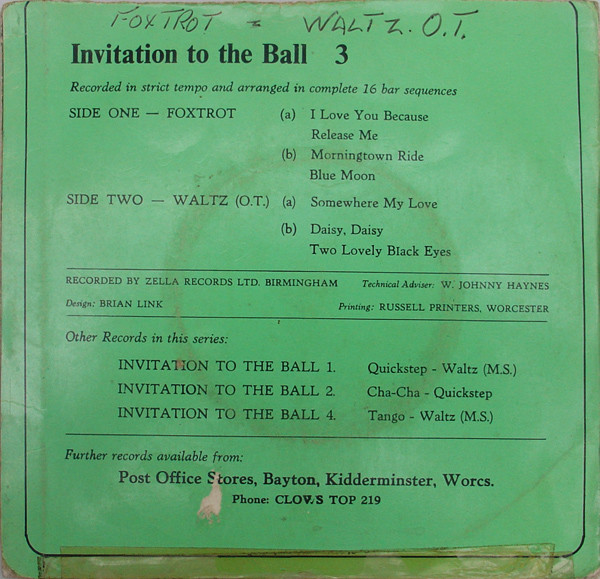 FOXTROT = WALTZ. O.T.
Invitation to the Ball 3
Recorded in strict tempo and arranged in complete 16 bar sequences
SIDE ONE — FOXTROT (a) I Love You Because
Release Me
(b) Morningtown Ride
Blue Moon
SIDE TWO — WALTZ (O.T.) (a) Somewhere My Love
(b) Daisy, Daisy
Two Lovely Black Eyes
RECORDED BY ZELLA RECORDS LTD. BIRMINGHAM Technical Adviser: W. JOHNNY HAYNES
Design: BRIAN LINK Printing: RUSSELL PRINTERS, WORCESTER
Other Records in this series:
INVITATION TO THE BALL 1. Quickstep - Waltz (M.S.)
INVITATION TO THE BALL 2. Cha-Cha - Quickstep
INVITATION TO THE BALL 4. Tango - Waltz (M.S.)
Further records available from:
Post Office Stores, Bayton, Kidderminster, Worcs.
Phone: CLOWS TOP 219